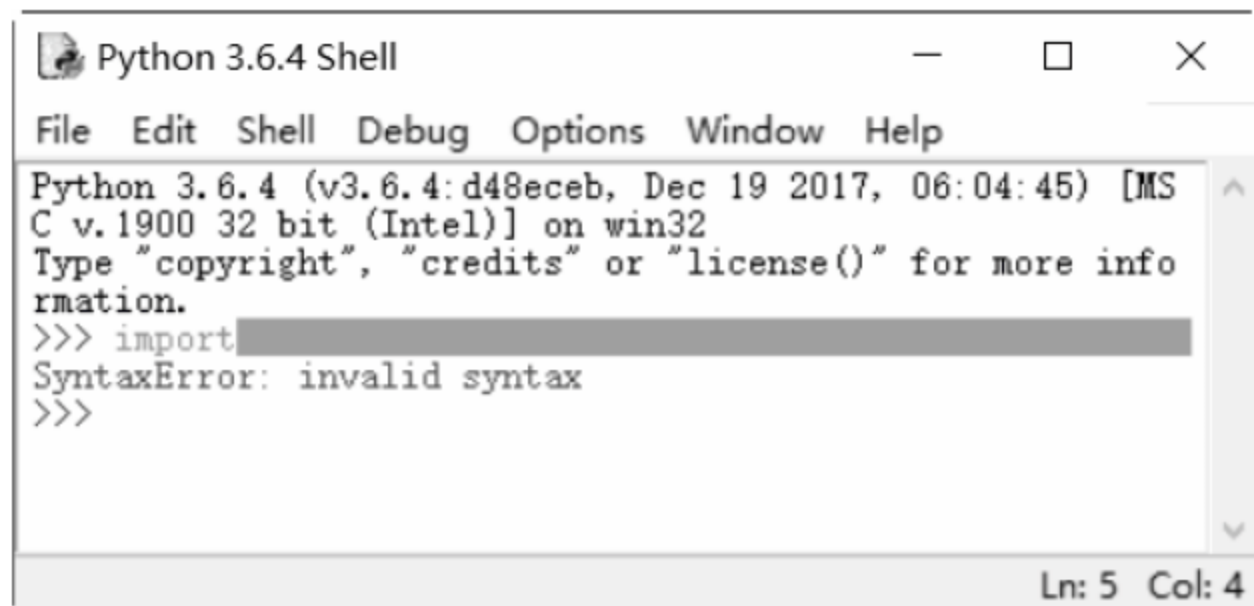 Python 3.6.4 Shell
File Edit Shell Debug Options Window Help
Python 3.6.4 (v3.6.4:d48eceb, Dec 19 2017, 06:04:45) [MS
C v.1900 32 bit (Intel)] on win32
Type "copyright", "credits" or "license()" for more info
rmation.
>>> import
SyntaxError: invalid syntax
>>>
Ln: 5 Col: 4